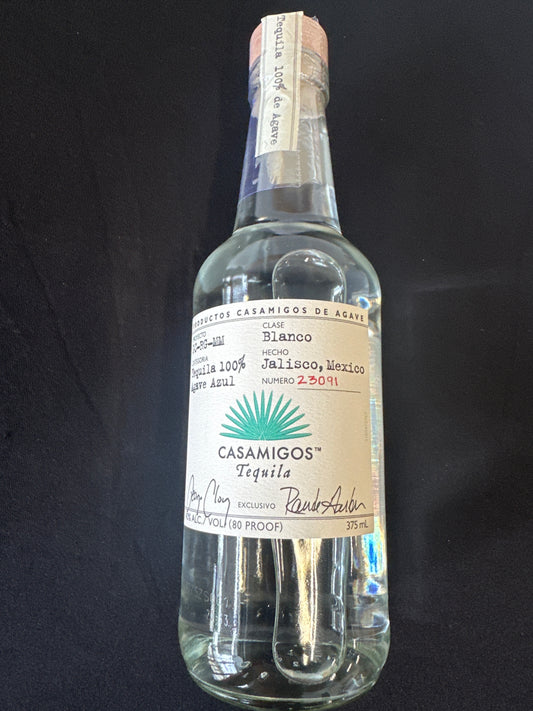 Tequila 100% de Agave
PRODUCTOS CASAMIGOS DE AGAVE
CLASE
Blanco
HECHO
Tequila 100%
Jalisco, Mexico
Agave Azul
NUMERO 23091
CASAMIGOS™
Tequila
EXCLUSIVO
ALC./VOL. (80 PROOF)
375 mL